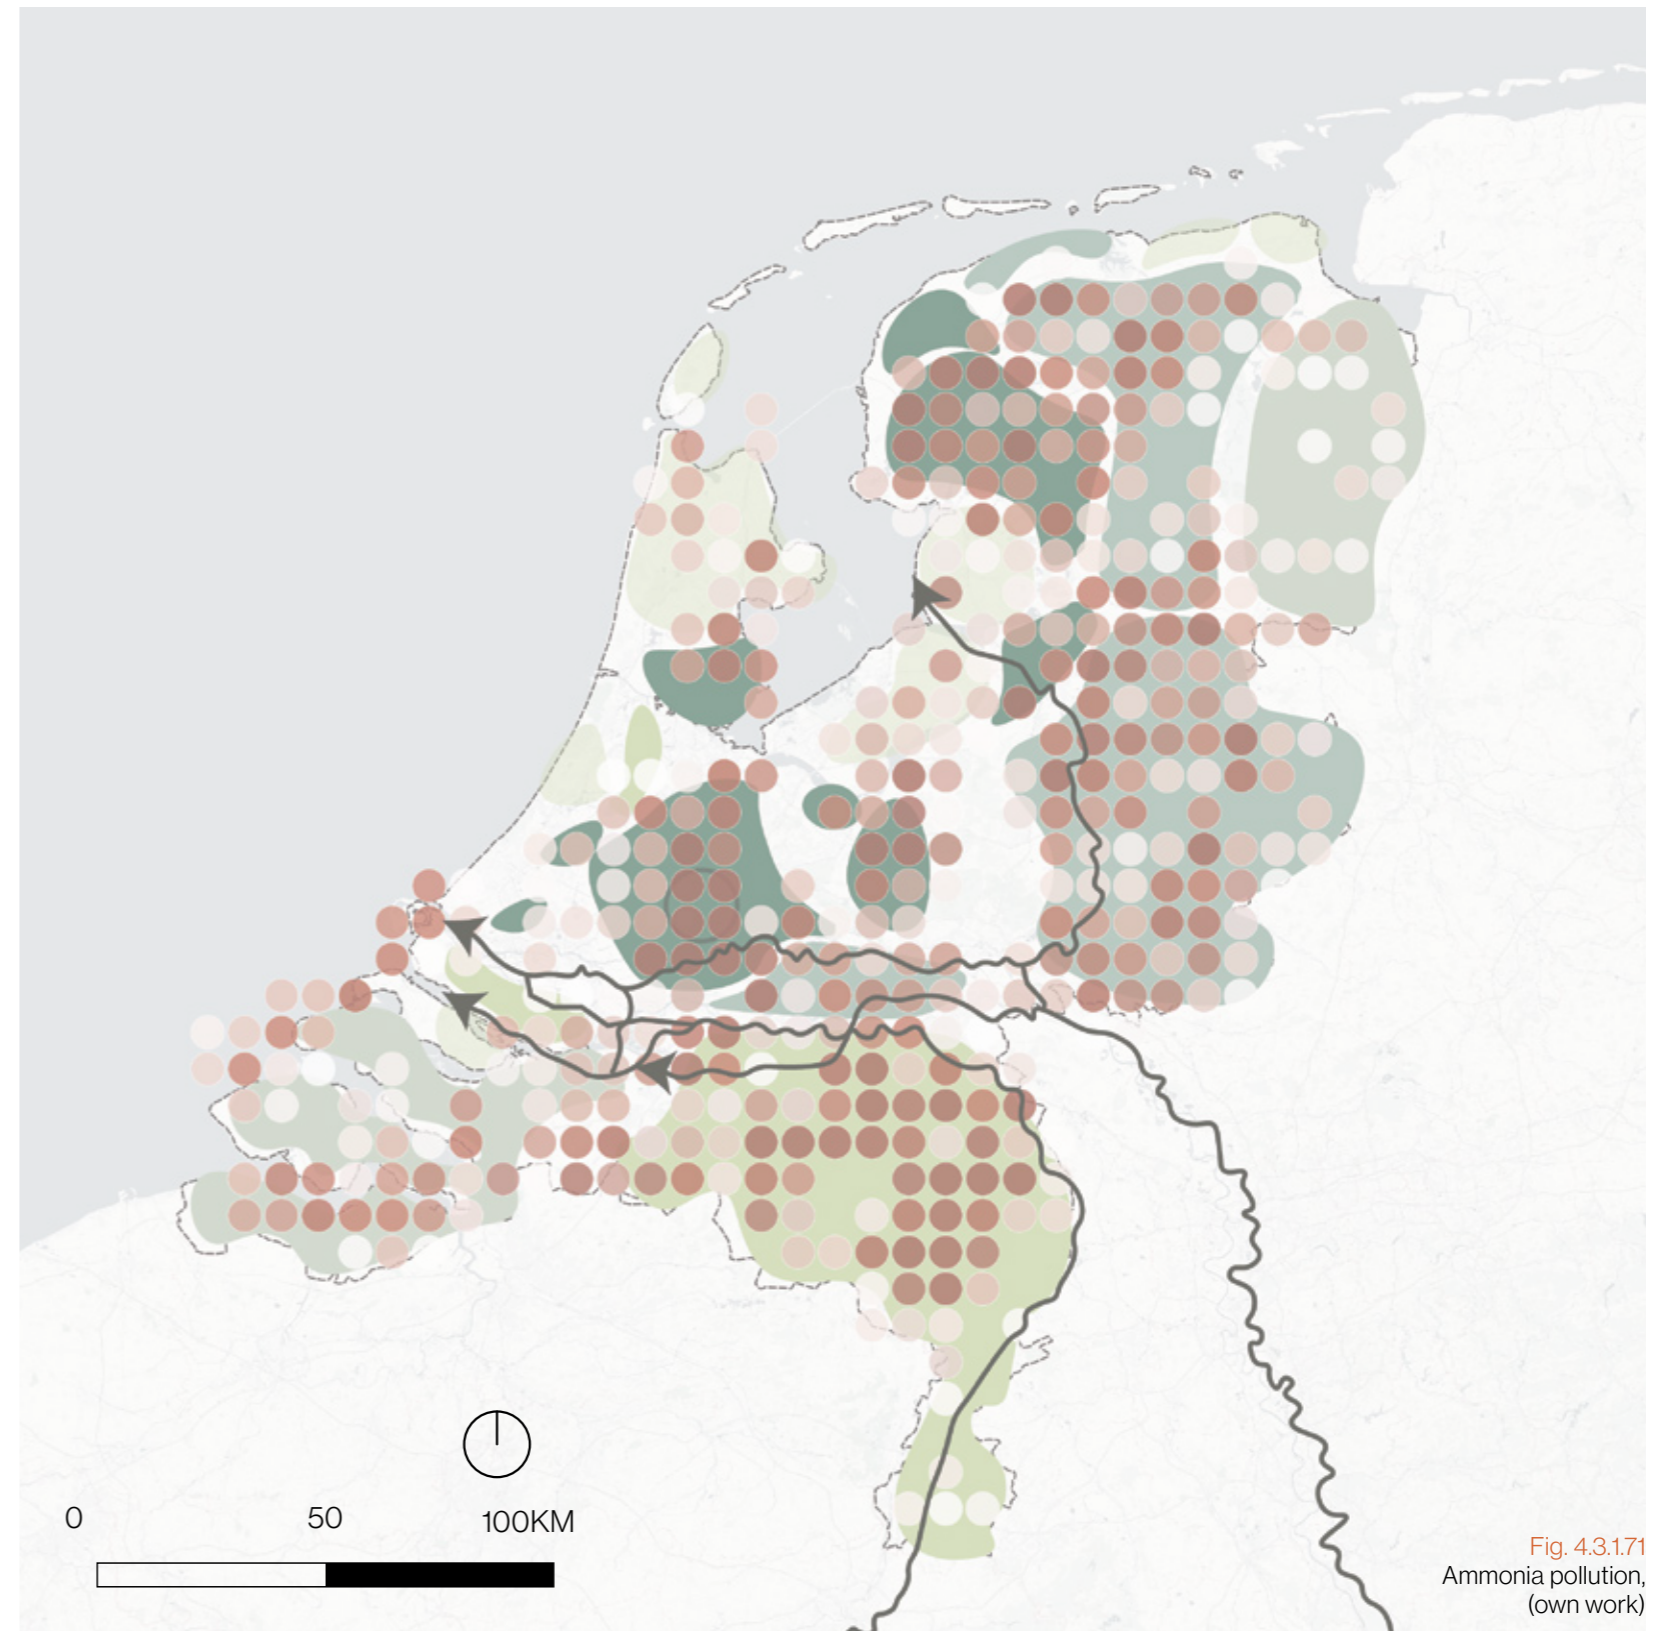 0
50
100KM
Fig. 4.3.1.71
Ammonia pollution,
(own work)